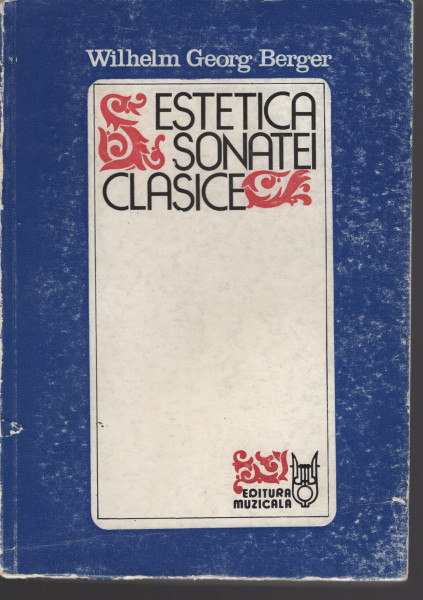 Wilhelm Georg Berger
ESTETICA
SONATEI
CLASICE
EDITURA
MUZICALA